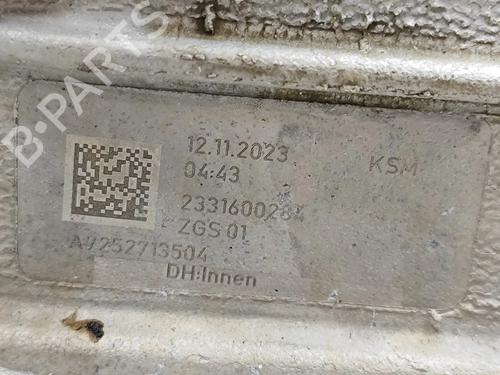 B-PARTS
12.11.2023
KSM
04:43
2331600284
ZGS 01
A7252713504
DH:Innen